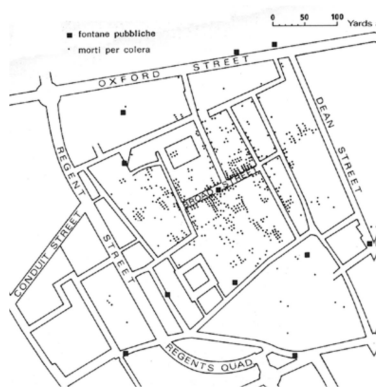 fontane pubbliche
morti per colera
0 50 100
Yards
OXFORD STREET
REGENT STREET
CONDUIT STREET
DEAN STREET
BROAD
REGENTS QUAD